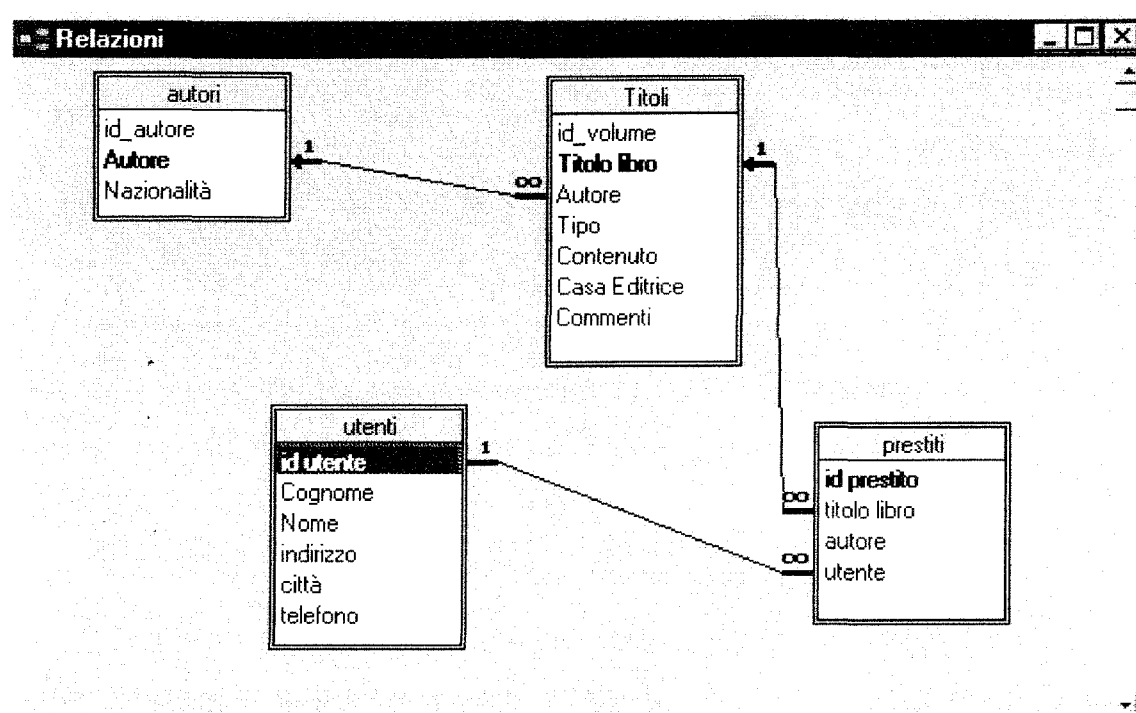 Relazioni
autori
id_autore
Autore
Nazionalità
1
∞
Titoli
id_volume
Titolo libro
Autore
Tipo
Contenuto
Casa Editrice
Commenti
1
utenti
id utente
Cognome
Nome
indirizzo
città
telefono
1
prestiti
id prestito
titolo libro
autore
utente
∞
∞